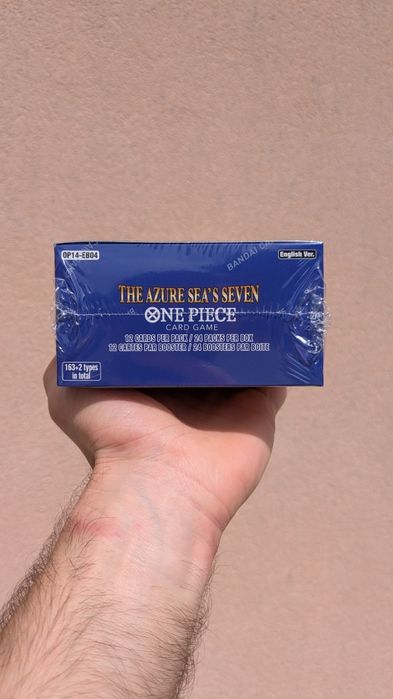 OP14-EB04
English Ver.
BANDAI
THE AZURE SEA'S SEVEN
ONE PIECE
CARD GAME
12 CARDS PER PACK / 24 PACKS PER BOX
12 CARTES PAR BOOSTER / 24 BOOSTERS PAR BOITE
163+2 types
in total